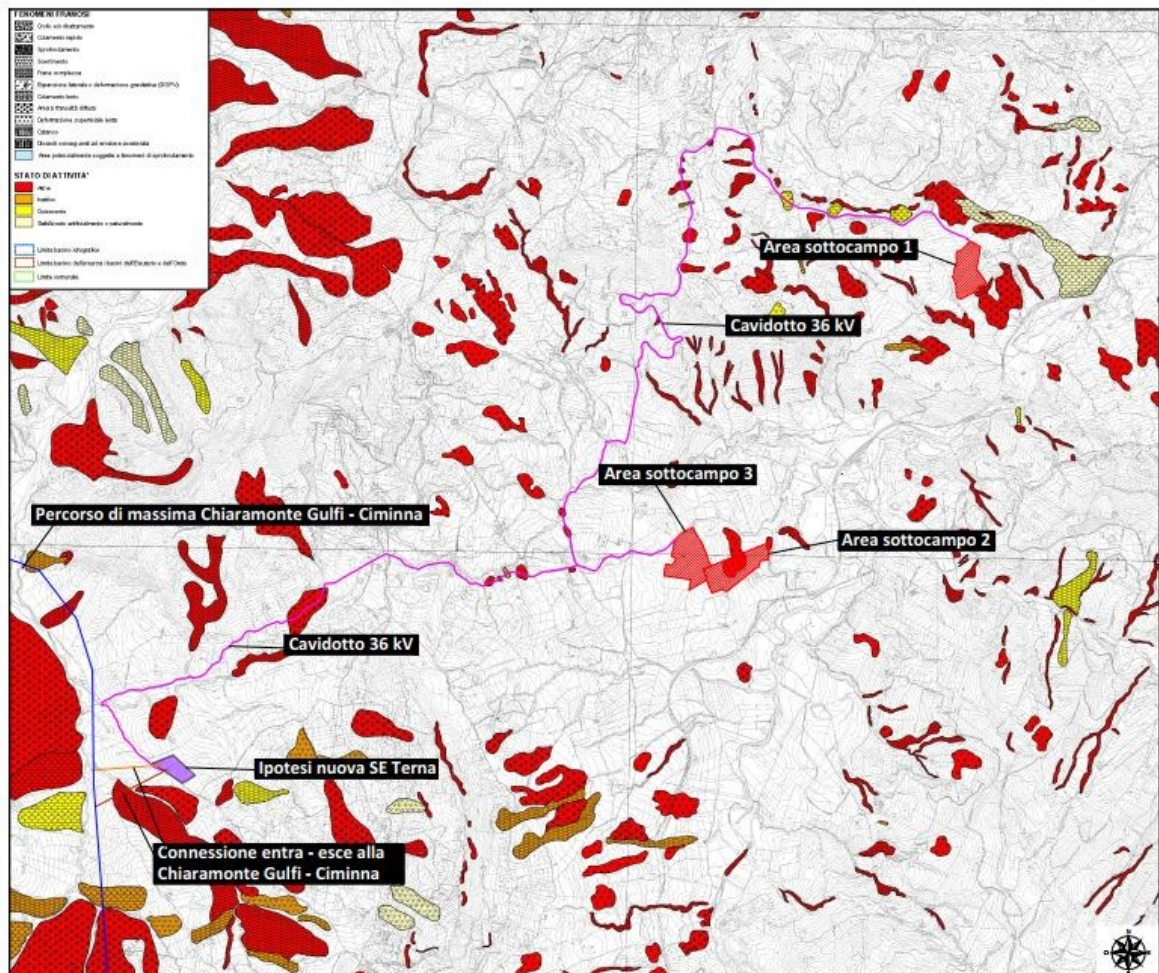 FENOMENI FRANOSI
Crollo e/o ribaltamento
Colamento rapido
Sprofondamento
Scorrimento
Frana complessa
Espansione laterale o deformazione gravitativa (DGPV)
Colamento lento
Area a franosità diffusa
Deformazione superficiale lenta
Calanco
Dissesti conseguenti ad erosione accelerata
Aree potenzialmente soggette a fenomeni di sprofondamento
STATO DI ATTIVITA'
Attivo
Inattivo
Quiescente
Stabilizzato artificialmente o naturalmente
Limite bacino idrografico
Limite comunale
Area sottocampo 1
Cavidotto 36 kV
Area sottocampo 3
Percorso di massima Chiaramonte Gulfi - Ciminna
Area sottocampo 2
Cavidotto 36 kV
Ipotesi nuova SE Terna
Connessione entra - esce alla
Chiaramonte Gulfi - Ciminna
N